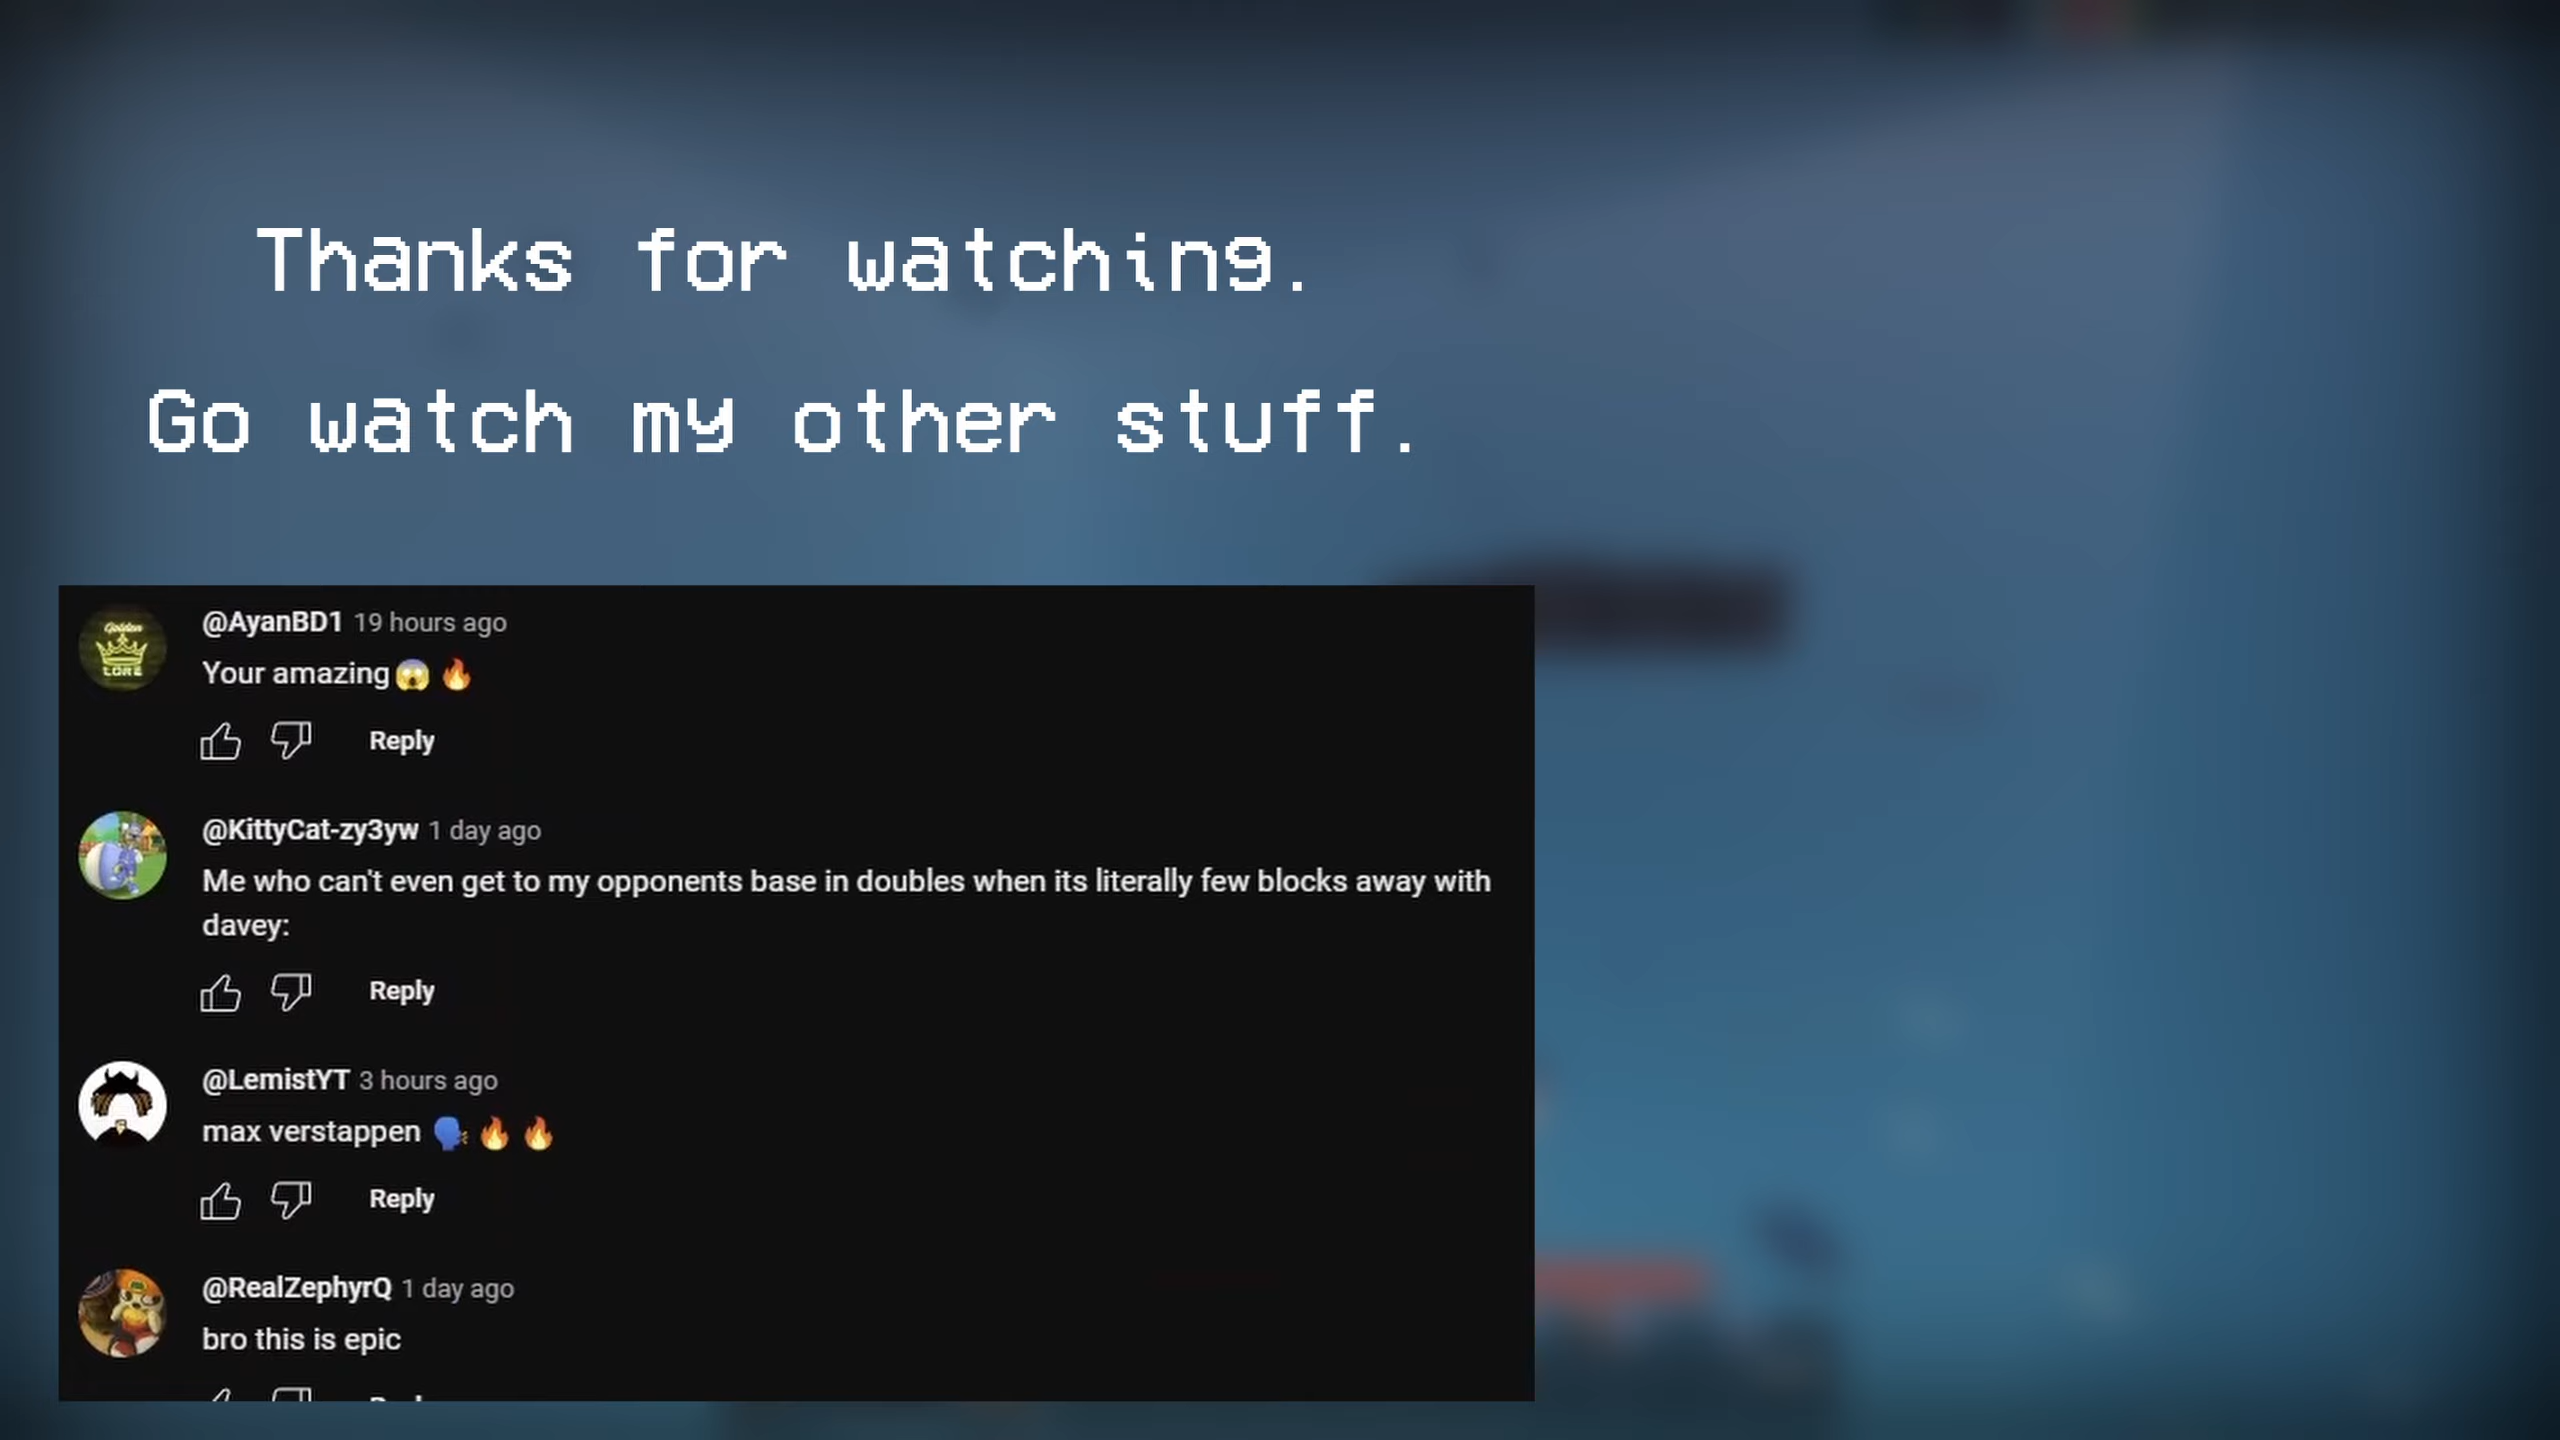 Thanks for watching.
Go watch my other stuff.
Golden
LORE
@AyanBD1 19 hours ago
Your amazing😱 🔥
Reply
@KittyCat-zy3yw 1 day ago
Me who can't even get to my opponents base in doubles when its literally few blocks away with
davey:
Reply
@LemistYT 3 hours ago
max verstappen 🗣️ 🔥 🔥
Reply
@RealZephyrQ 1 day ago
bro this is epic